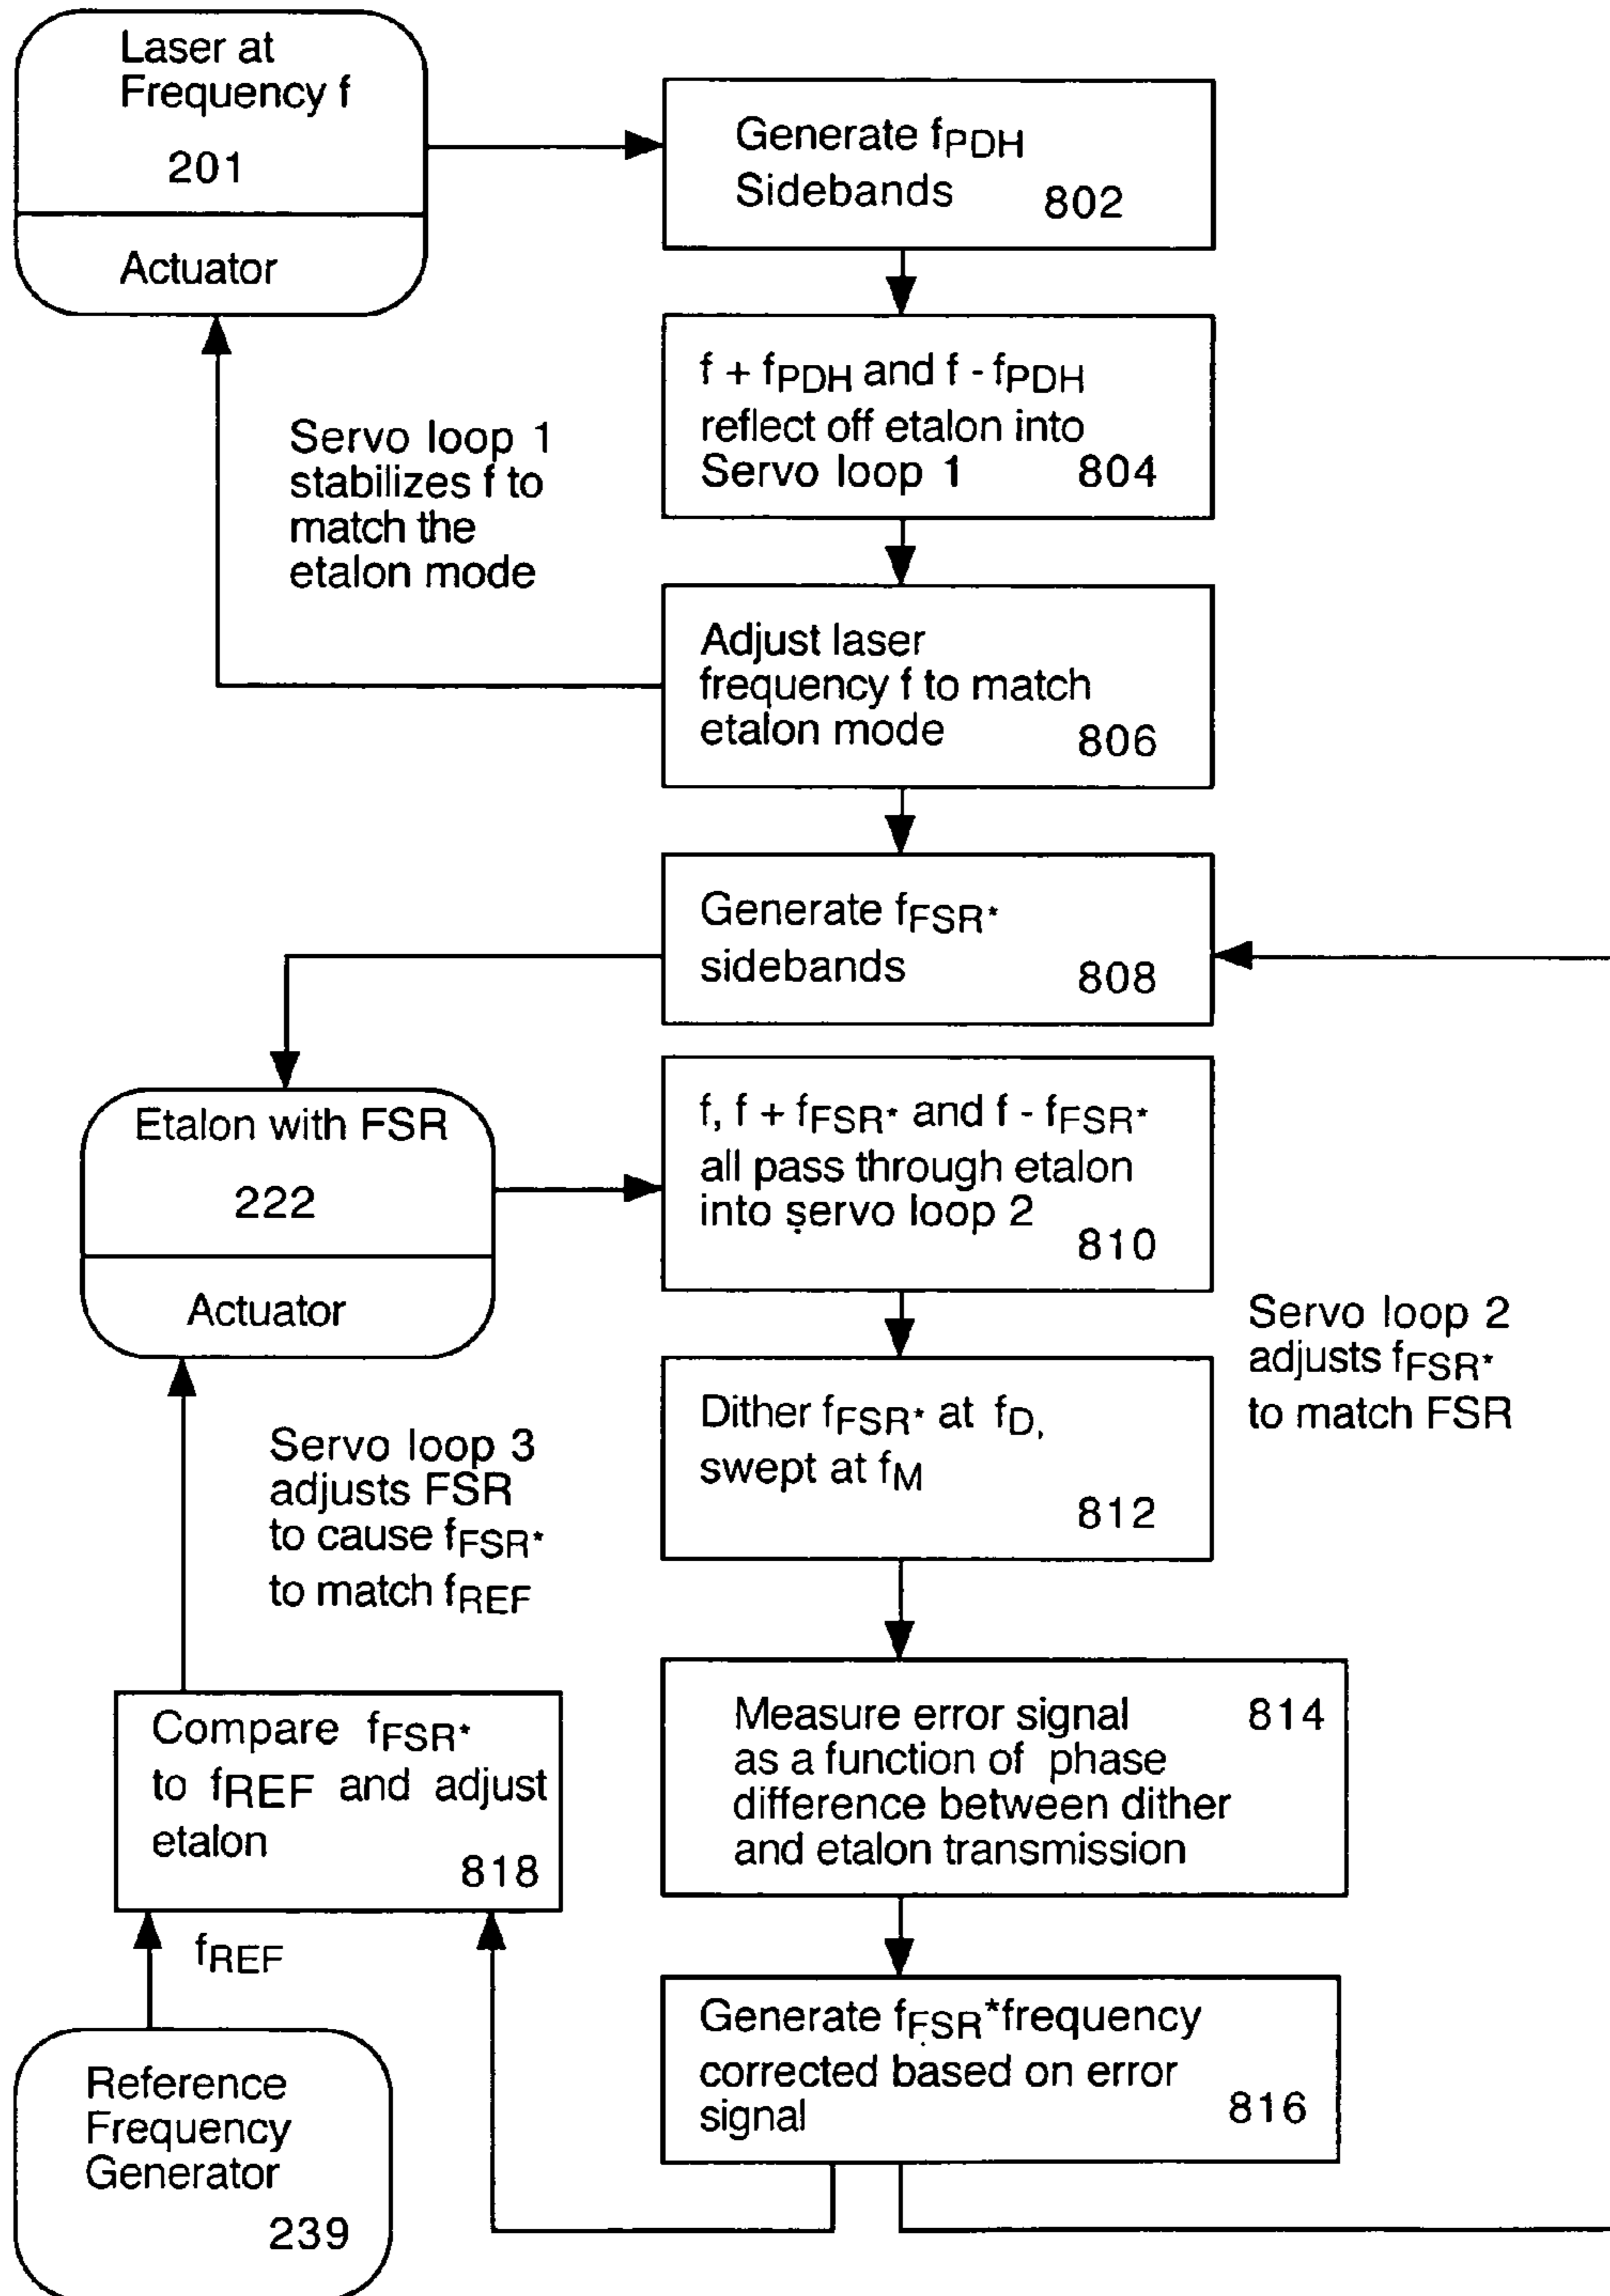 Laser at
Frequency f
201
Actuator
Generate fPDH
Sidebands 802
f + fPDH and f - fPDH
reflect off etalon into
Servo loop 1 804
Servo loop 1
stabilizes f to
match the
etalon mode
Adjust laser
frequency f to match
etalon mode 806
Generate fFSR*
sidebands 808
Etalon with FSR
222
Actuator
f, f + fFSR* and f - fFSR*
all pass through etalon
into servo loop 2
810
Servo loop 2
adjusts fFSR*
to match FSR
Dither fFSR* at fD,
swept at fM
812
Servo loop 3
adjusts FSR
to cause fFSR*
to match fREF
Measure error signal 814
as a function of phase
difference between dither
and etalon transmission
Compare fFSR*
to fREF and adjust
etalon
818
fREF
Generate fFSR*frequency
corrected based on error
signal 816
Reference
Frequency
Generator
239